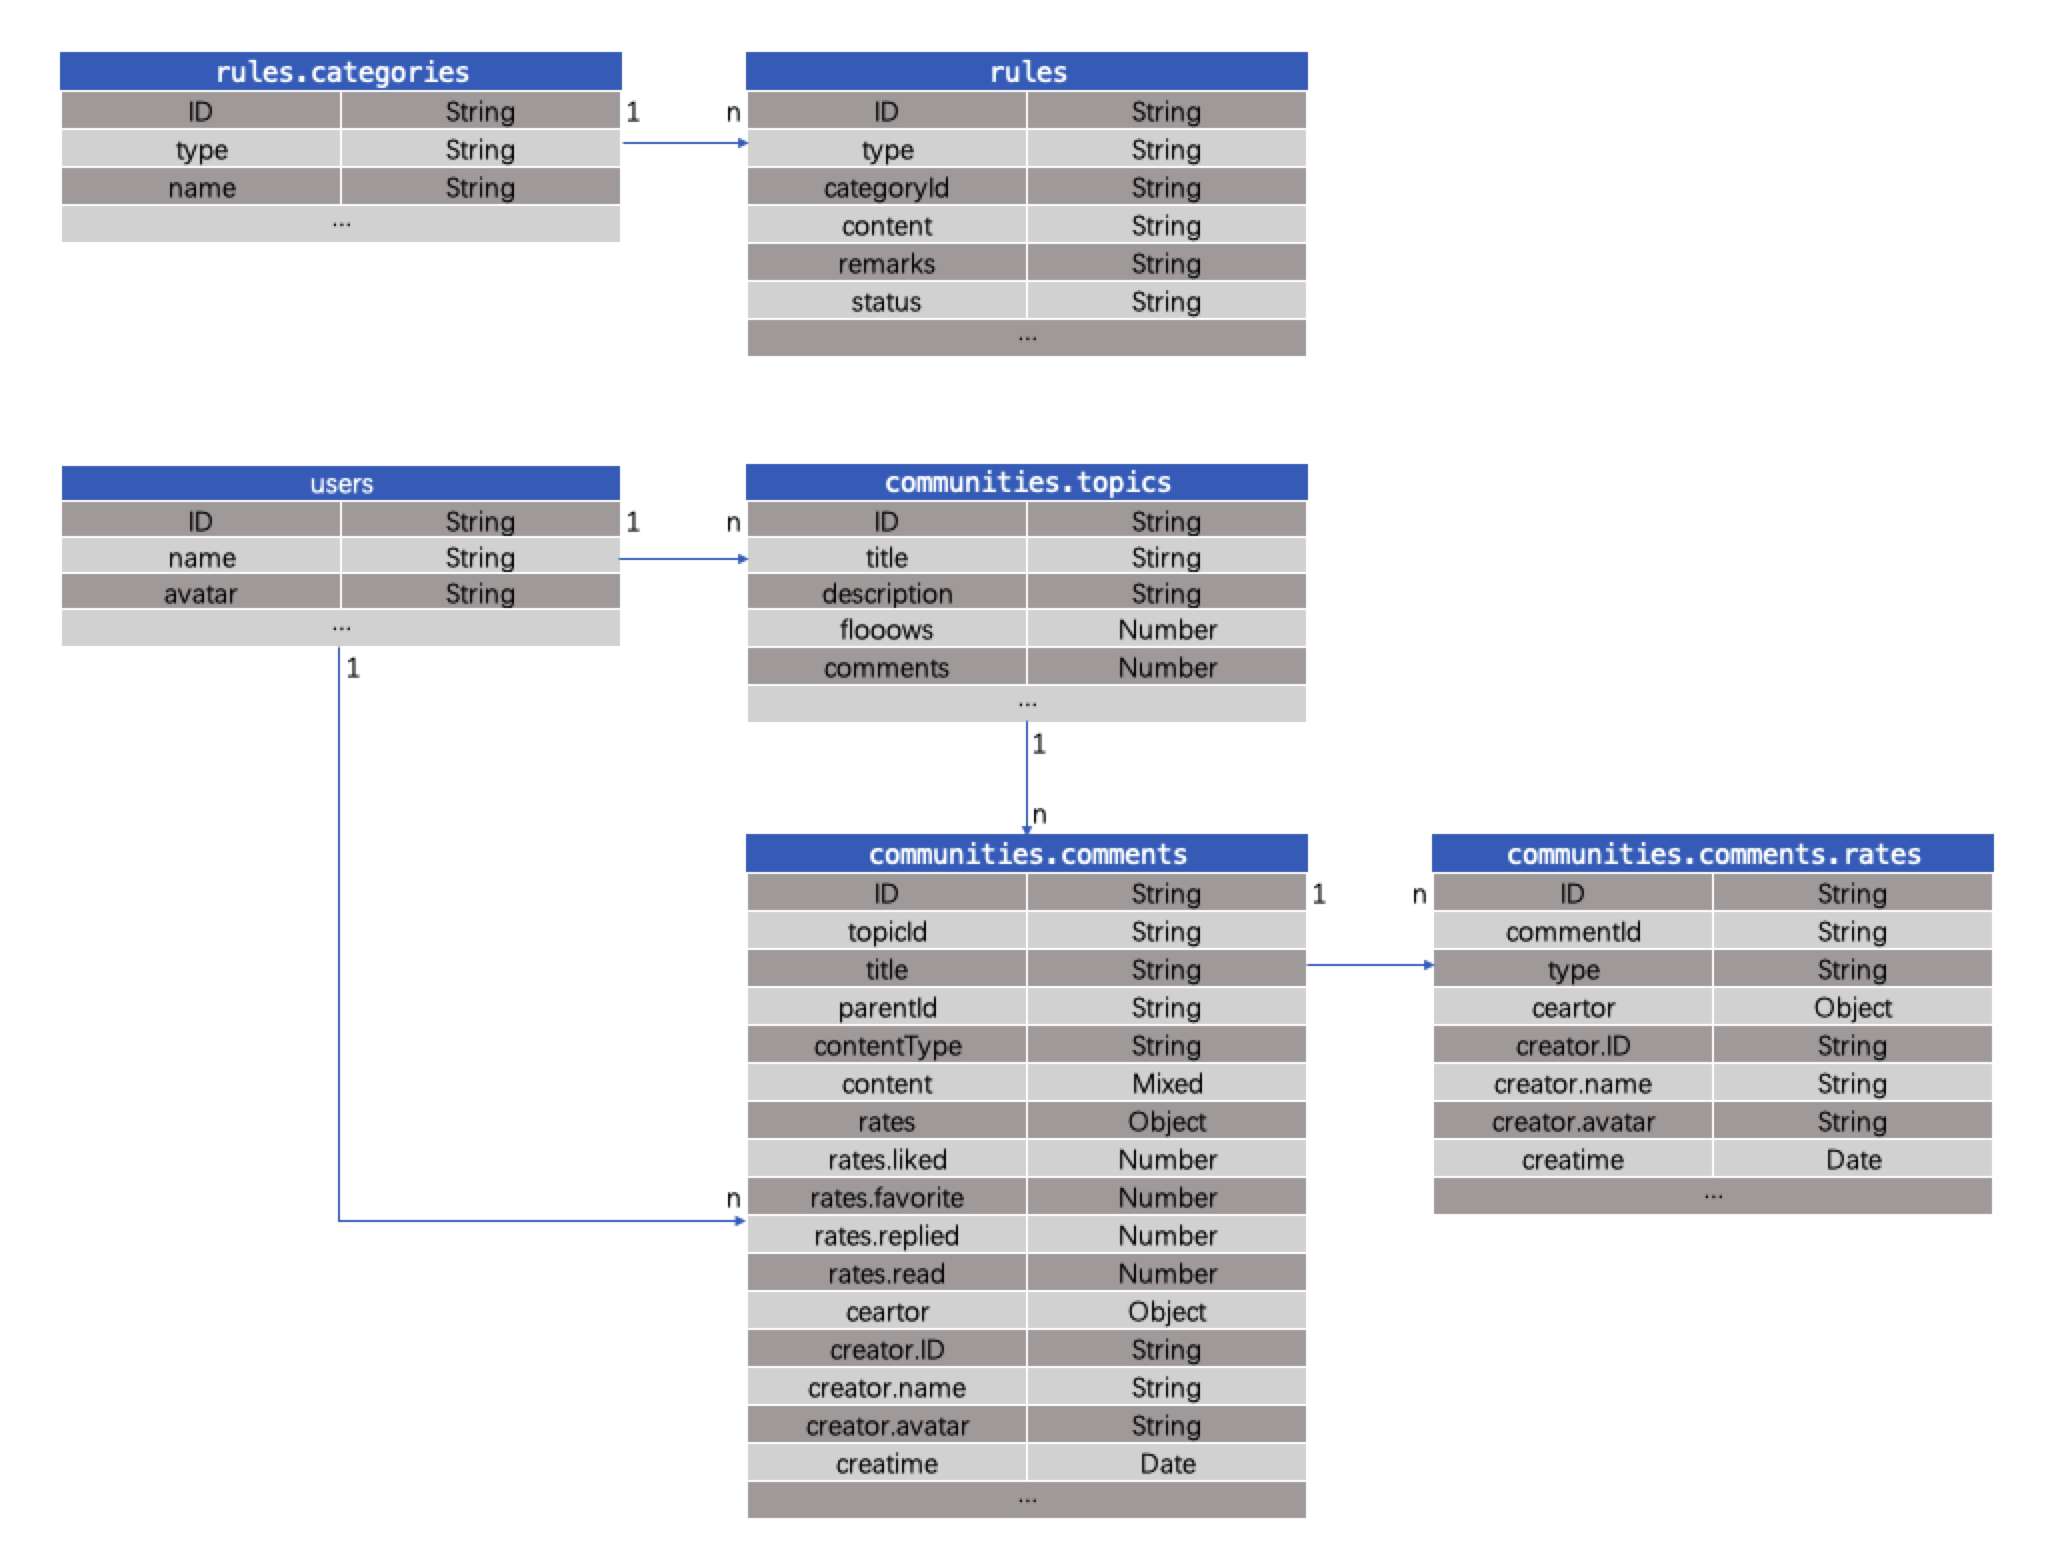 rules.categories
ID String
type String
name String
...
1 n
rules
ID String
type String
categoryId String
content String
remarks String
status String
...
users
ID String
name String
avatar String
...
1 n
1
communities.topics
ID String
title Stirng
description String
flooows Number
comments Number
...
1
n
communities.comments
ID String
topicId String
title String
parentId String
contentType String
content Mixed
rates Object
rates.liked Number
rates.favorite Number
rates.replied Number
rates.read Number
ceartor Object
creator.ID String
creator.name String
creator.avatar String
creatime Date
...
n
1 n
communities.comments.rates
ID String
commentId String
type String
ceartor Object
creator.ID String
creator.name String
creator.avatar String
creatime Date
...